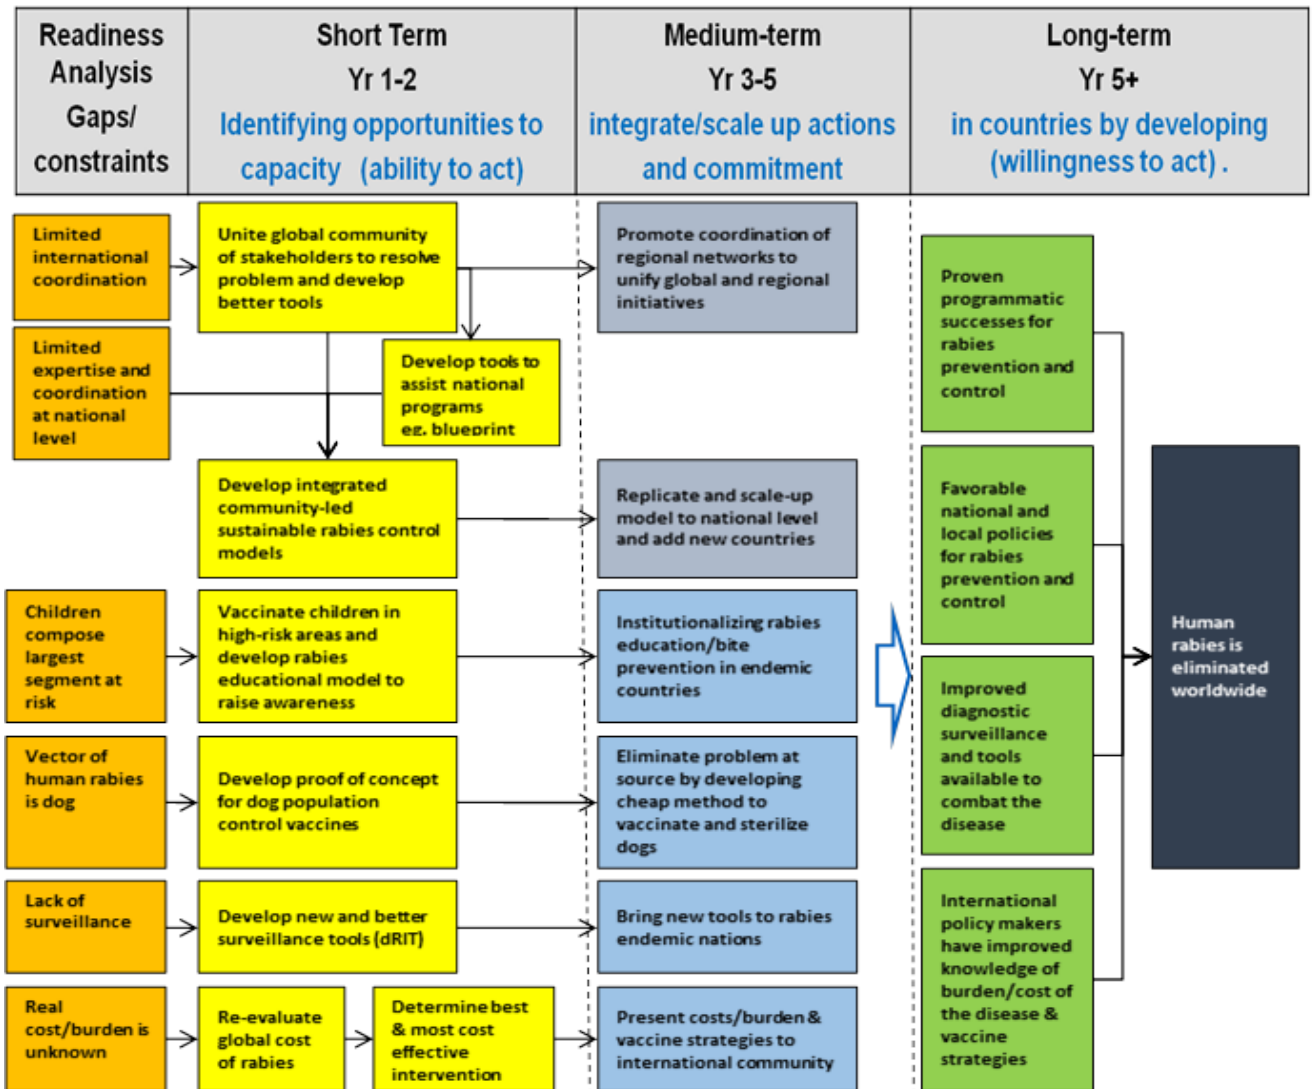 Readiness
Analysis
Gaps/
constraints
Short Term
Yr 1-2
Identifying opportunities to
capacity (ability to act)
Medium-term
Yr 3-5
integrate/scale up actions
and commitment
Long-term
Yr 5+
in countries by developing
(willingness to act) .
Limited
international
coordination
Unite global community
of stakeholders to resolve
problem and develop
better tools
Promote coordination of
regional networks to
unify global and regional
initiatives
Limited
expertise and
coordination
at national
level
Develop tools to
assist national
programs
eg. blueprint
Develop integrated
community-led
sustainable rabies control
models
Replicate and scale-up
model to national level
and add new countries
Children
compose
largest
segment at
risk
Vaccinate children in
high-risk areas and
develop rabies
educational model to
raise awareness
Institutionalizing rabies
education/bite
prevention in endemic
countries
Vector of
human rabies
is dog
Develop proof of concept
for dog population
control vaccines
Eliminate problem at
source by developing
cheap method to
vaccinate and sterilize
dogs
Lack of
surveillance
Develop new and better
surveillance tools (dRIT)
Bring new tools to rabies
endemic nations
Real
cost/burden is
unknown
Re-evaluate
global cost
of rabies
Determine best
& most cost
effective
intervention
Present costs/burden &
vaccine strategies to
international community
Proven
programmatic
successes for
rabies
prevention and
control
Favorable
national and
local policies
for rabies
prevention and
control
Improved
diagnostic
surveillance
and tools
available to
combat the
disease
International
policy makers
have improved
knowledge of
burden/cost of
the disease &
vaccine
strategies
Human
rabies is
eliminated
worldwide